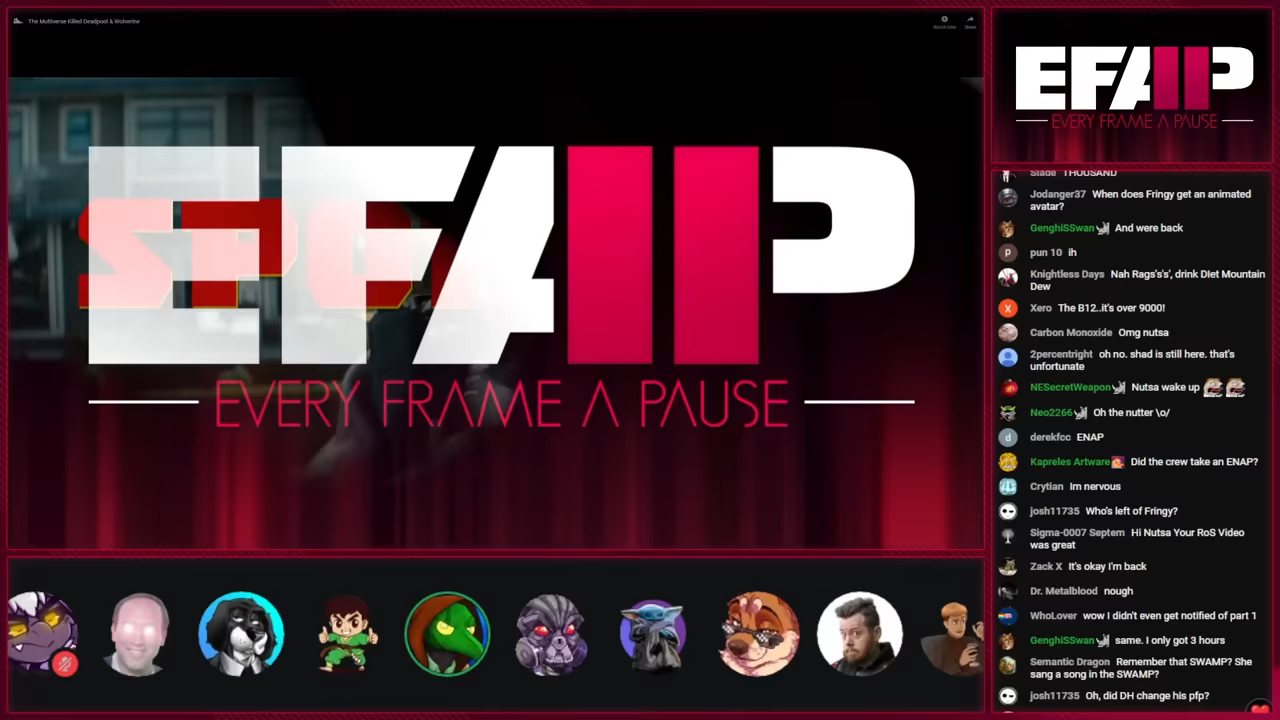 The Multiverse Killed Deadpool & Wolverine
Watch later
Share
EFAP
EVERY FRAME A PAUSE
EFAP
EVERY FRAME A PAUSE
Slade THOUSAND
Jodanger37 When does Fringy get an animated
avatar?
GenghiSSwan And were back
pun 10 ih
Knightless Days Nah Rags's's', drink DIet Mountain
Dew
Xero The B12..it's over 9000!
Carbon Monoxide Omg nutsa
2percentright oh no. shad is still here. that's
unfortunate
NESecretWeapon Nutsa wake up
Neo2266 Oh the nutter \o/
derekfcc ENAP
Kapreles Artware Did the crew take an ENAP?
Crytian Im nervous
josh11735 Who's left of Fringy?
Sigma-0007 Septem Hi Nutsa Your RoS Video
was great
Zack X It's okay I'm back
Dr. Metalblood nough
WhoLover wow I didn't even get notified of part 1
GenghiSSwan same. I only got 3 hours
Semantic Dragon Remember that SWAMP? She
sang a song in the SWAMP?
josh11735 Oh, did DH change his pfp?